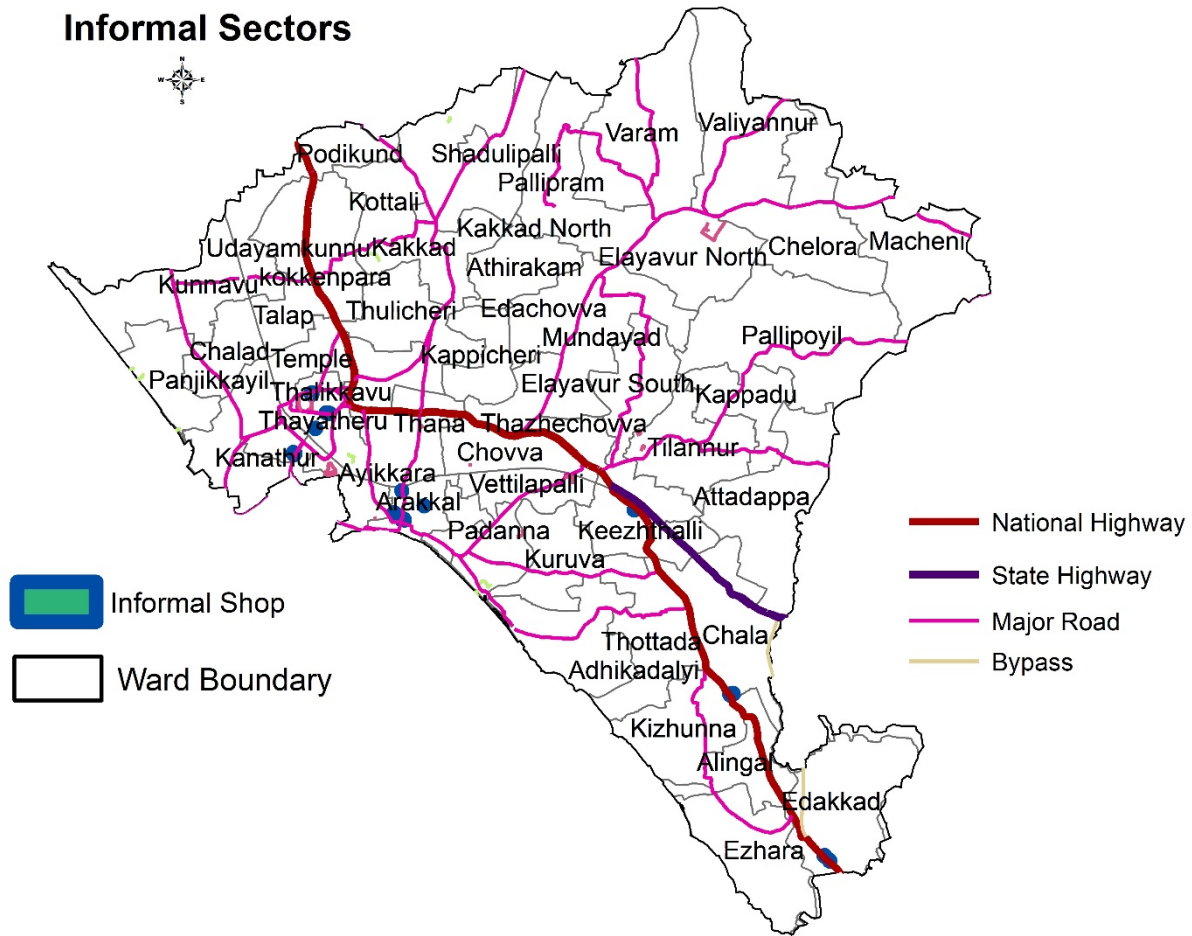 Informal Sectors
N
W
E
S
Podikund
Shadulipalli
Varam
Valiyannur
Pallipram
Kottali
Kakkad North
Udayamkunnu
Kakkad
Athirakam
Elayavur North
Chelora
Macheni
Kunnavu
kokkenpara
Talap
Thulicheri
Edachovva
Mundayad
Pallipoyil
Chalad
Temple
Kappicheri
Panjikkayil
Thalikkavu
Elayavur South
Kappadu
Thayatheru
Thana
Thazhechovva
Tilannur
Kanathur
Chovva
Ayikkara
Vettilapalli
Attadappa
Arakkal
Padanna
Keezhthalli
Kuruva
Thottada
Chala
Adhikadalyi
Kizhunna
Alingal
Edakkad
Ezhara
Informal Shop
Ward Boundary
National Highway
State Highway
Major Road
Bypass